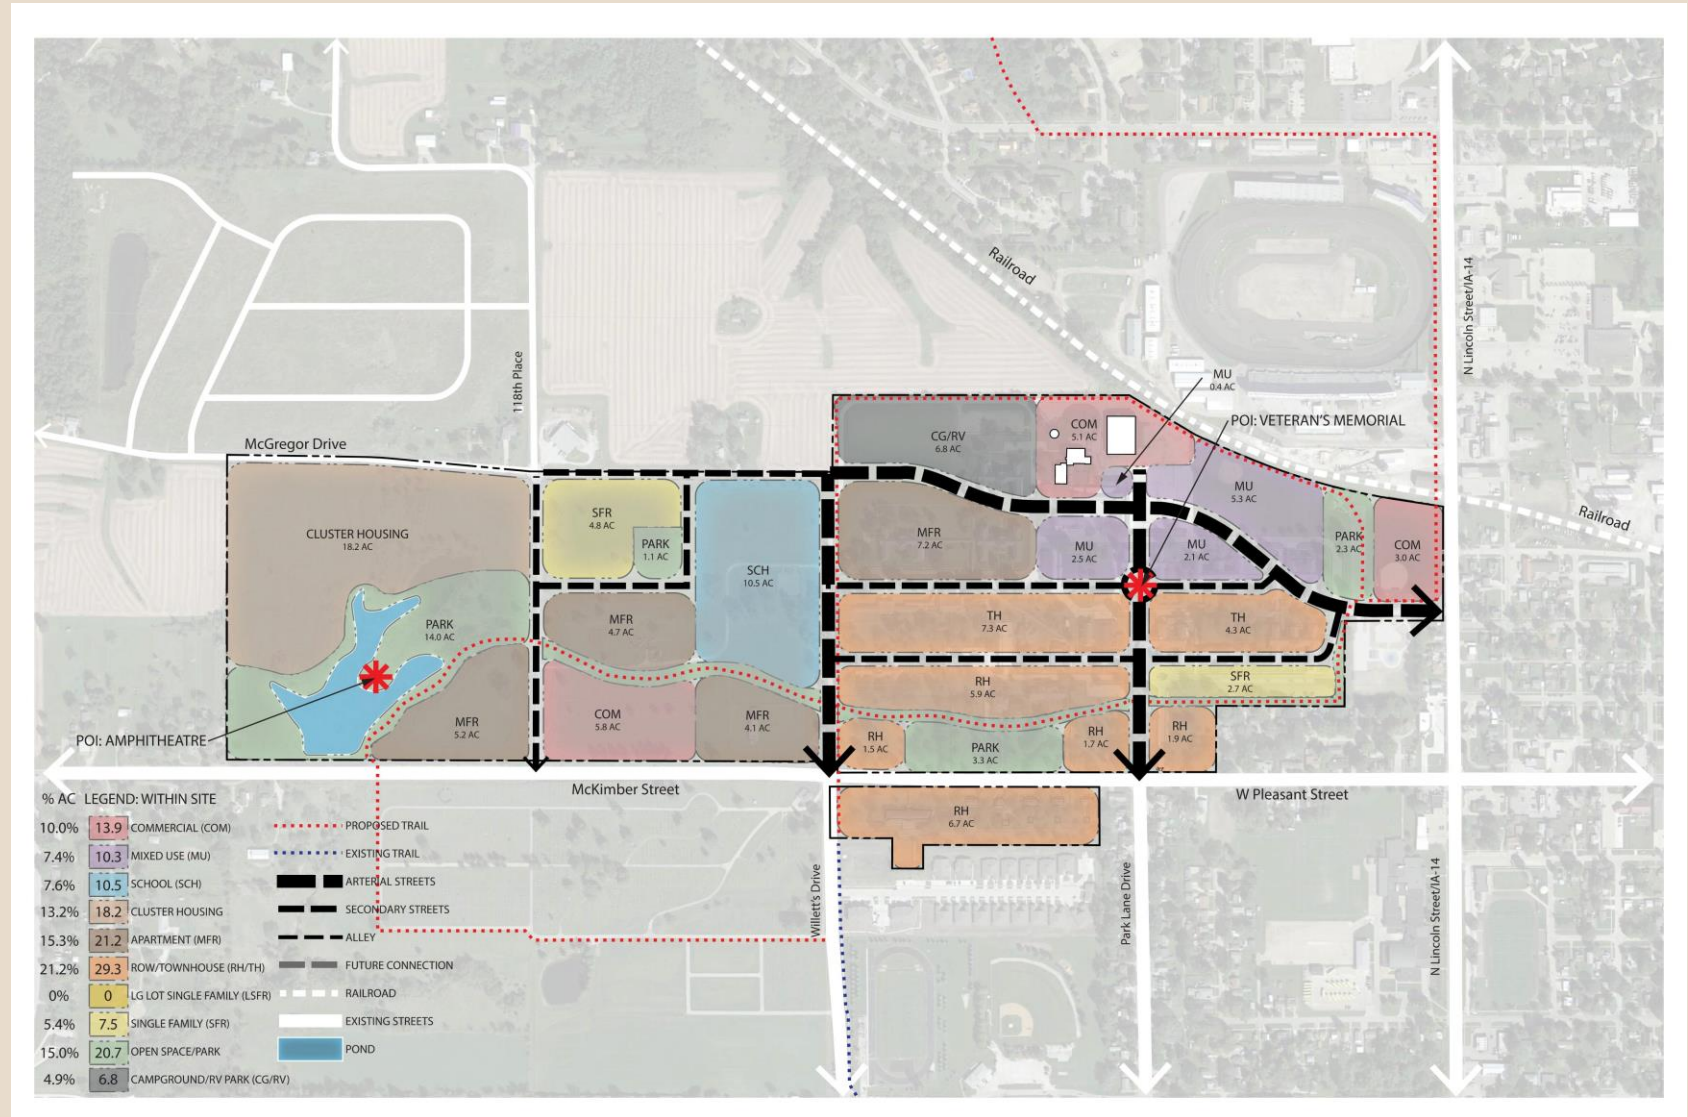 Railroad
N Lincoln Street/IA-14
118th Place
MU
0.4 AC
POI: VETERAN'S MEMORIAL
McGregor Drive
CG/RV
6.8 AC
COM
5.1 AC
MU
5.3 AC
Railroad
CLUSTER HOUSING
18.2 AC
SFR
4.8 AC
PARK
1.1 AC
SCH
10.5 AC
MFR
7.2 AC
MU
2.5 AC
MU
2.1 AC
PARK
2.3 AC
COM
3.0 AC
PARK
14.0 AC
MFR
4.7 AC
TH
7.3 AC
TH
4.3 AC
RH
5.9 AC
SFR
2.7 AC
POI: AMPHITHEATRE
MFR
5.2 AC
COM
5.8 AC
MFR
4.1 AC
RH
1.5 AC
PARK
3.3 AC
RH
1.7 AC
RH
1.9 AC
McKimber Street
W Pleasant Street
RH
6.7 AC
Willett's Drive
Park Lane Drive
N Lincoln Street/IA-14
% AC LEGEND: WITHIN SITE
10.0% 13.9 COMMERCIAL (COM)
7.4% 10.3 MIXED USE (MU)
7.6% 10.5 SCHOOL (SCH)
13.2% 18.2 CLUSTER HOUSING
15.3% 21.2 APARTMENT (MFR)
21.2% 29.3 ROW/TOWNHOUSE (RH/TH)
0% 0 LG LOT SINGLE FAMILY (LSFR)
5.4% 7.5 SINGLE FAMILY (SFR)
15.0% 20.7 OPEN SPACE/PARK
4.9% 6.8 CAMPGROUND/RV PARK (CG/RV)
PROPOSED TRAIL
EXISTING TRAIL
ARTERIAL STREETS
SECONDARY STREETS
ALLEY
FUTURE CONNECTION
RAILROAD
EXISTING STREETS
POND